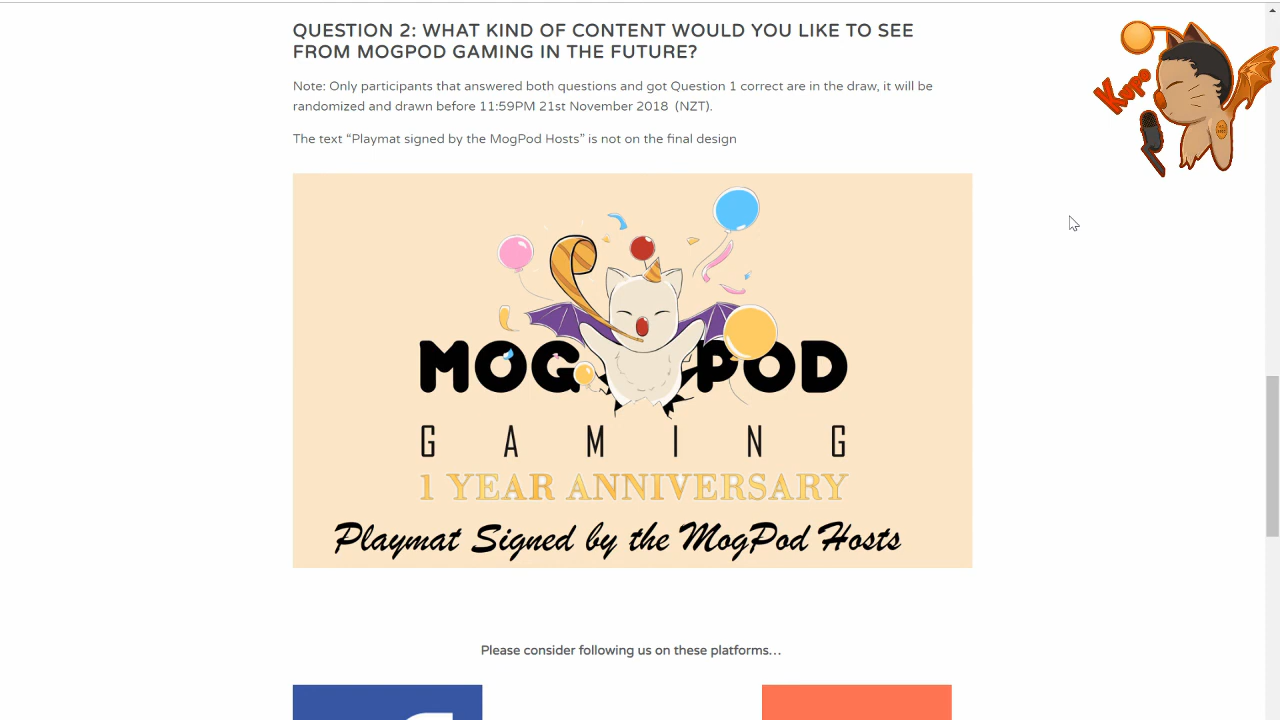 QUESTION 2: WHAT KIND OF CONTENT WOULD YOU LIKE TO SEE
FROM MOGPOD GAMING IN THE FUTURE?
Note: Only participants that answered both questions and got Question 1 correct are in the draw, it will be
randomized and drawn before 11:59PM 21st November 2018 (NZT).
The text “Playmat signed by the MogPod Hosts” is not on the final design
Kupo
MOG POD
GAMING
1 YEAR ANNIVERSARY
Playmat Signed by the MogPod Hosts
Please consider following us on these platforms...